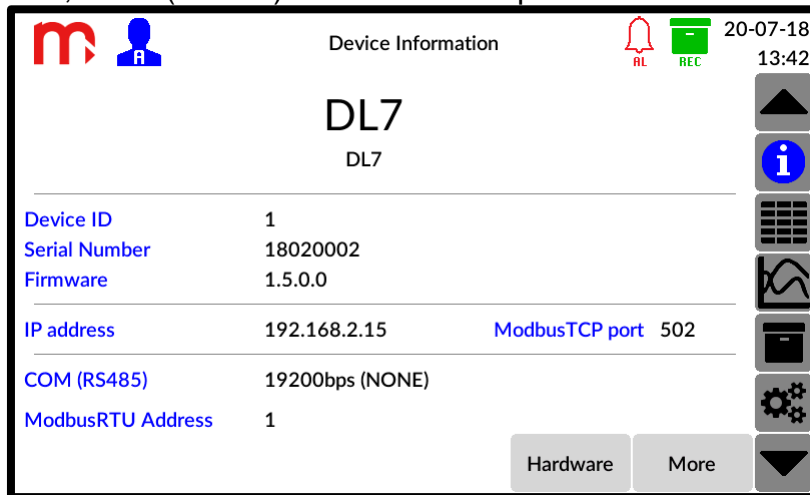 m A Device Information AL REC 20-07-18
13:42
DL7
DL7
i
Device ID 1
Serial Number 18020002
Firmware 1.5.0.0
IP address 192.168.2.15 ModbusTCP port 502
COM (RS485) 19200bps (NONE)
ModbusRTU Address 1
Hardware More